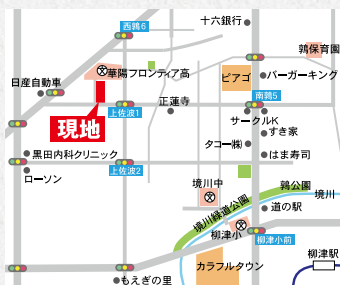 十六銀行
西鶉6
鶉保育園
華陽フロンティア高
ピアゴ
バーガーキング
日産自動車
南鶉5
上佐波1
正蓮寺
サークルK
現地
すき家
タコー㈱
黒田内科クリニック
はま寿司
上佐波2
ローソン
境川中
鶉公園
境川
道の駅
境川緑道公園
柳津小
柳津小前
柳津駅
カラフルタウン
もえぎの里